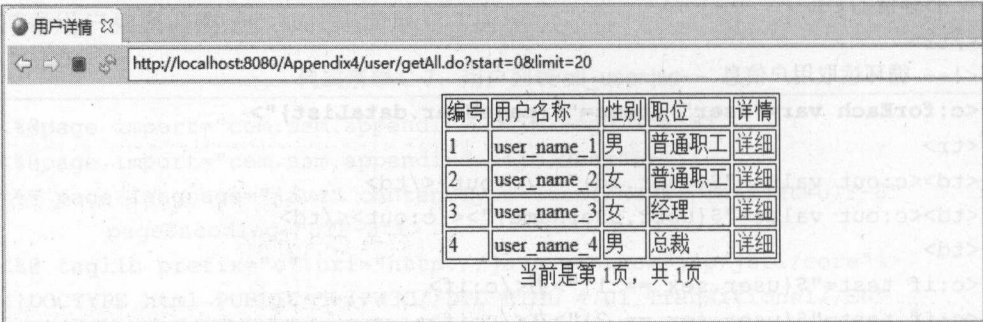 用户详情
http://localhost:8080/Appendix4/user/getAll.do?start=0&limit=20
编号 用户名称 性别 职位 详情
1 user_name_1 男 普通职工 详细
2 user_name_2 女 普通职工 详细
3 user_name_3 女 经理 详细
4 user_name_4 男 总裁 详细
当前是第 1页，共 1页